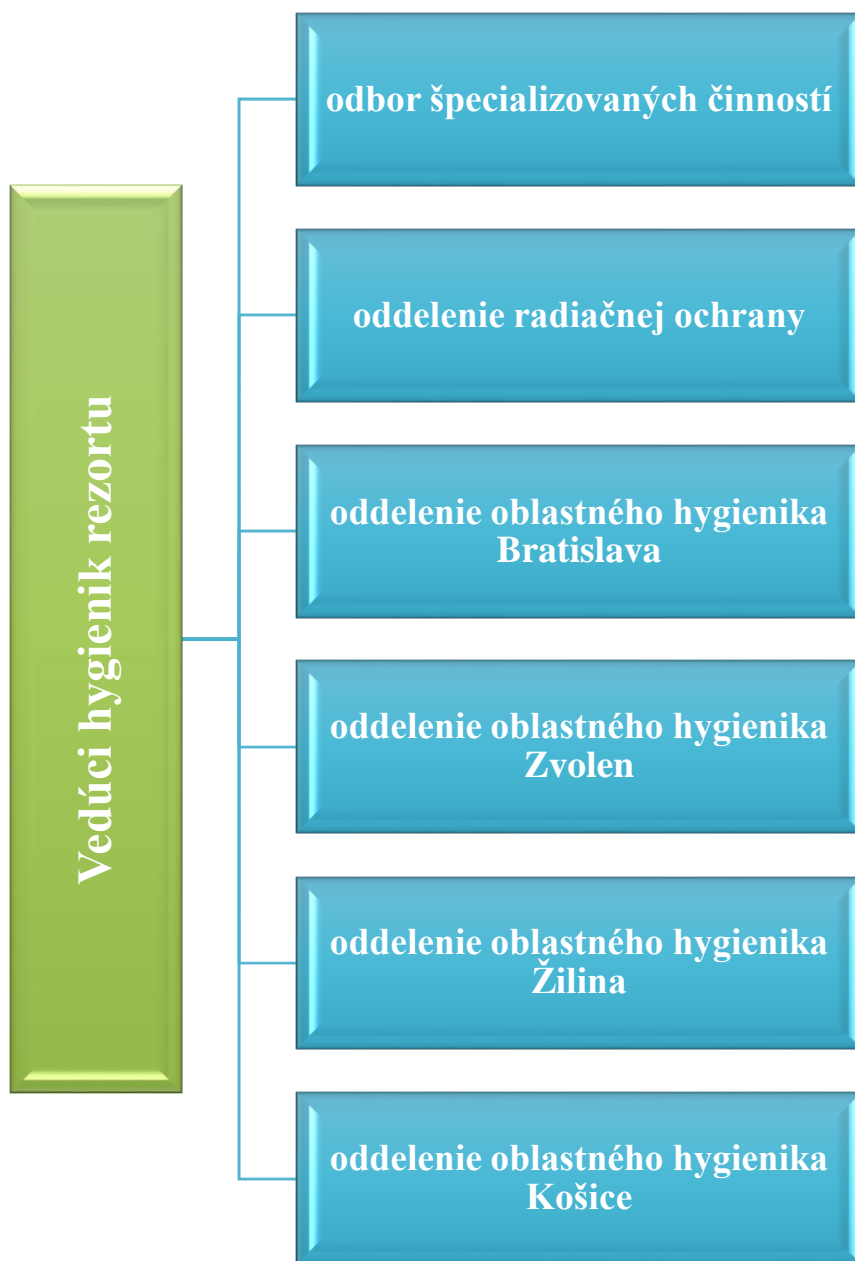 Vedúci hygienik rezortu
odbor špecializovaných činností
oddelenie radiačnej ochrany
oddelenie oblastného hygienika
Bratislava
oddelenie oblastného hygienika
Zvolen
oddelenie oblastného hygienika
Žilina
oddelenie oblastného hygienika
Košice